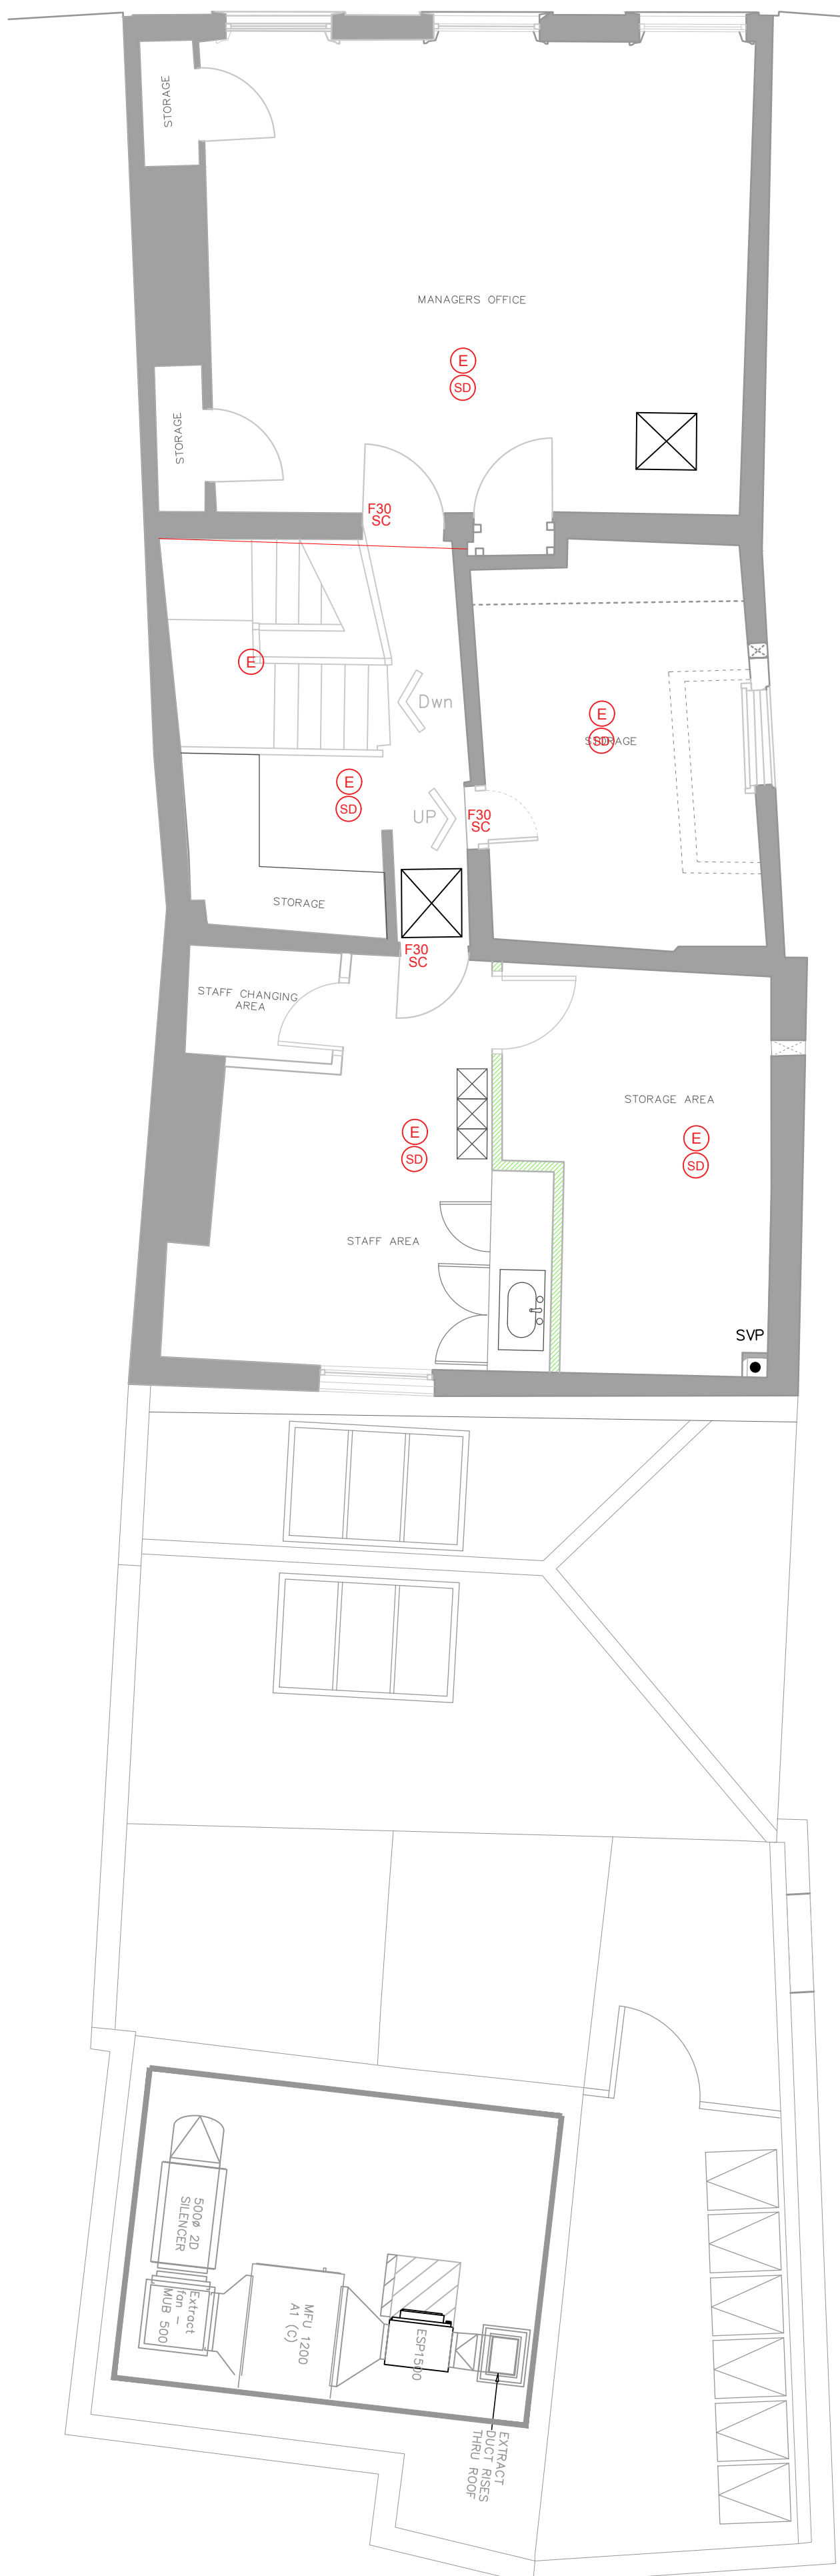 STORAGE
MANAGERS OFFICE
E
SD
STORAGE
F30
SC
E
Dwn
E
SD
STORAGE
E
SD
UP
F30
SC
STORAGE
F30
SC
STAFF CHANGING
AREA
STORAGE AREA
E
SD
E
SD
STAFF AREA
SVP
500ø 2D
SILENCER
Extract
fan –
MUB 500
MFU 1200
A1 (C)
ESP1500
EXTRACT
DUCT RISES
THRU ROOF